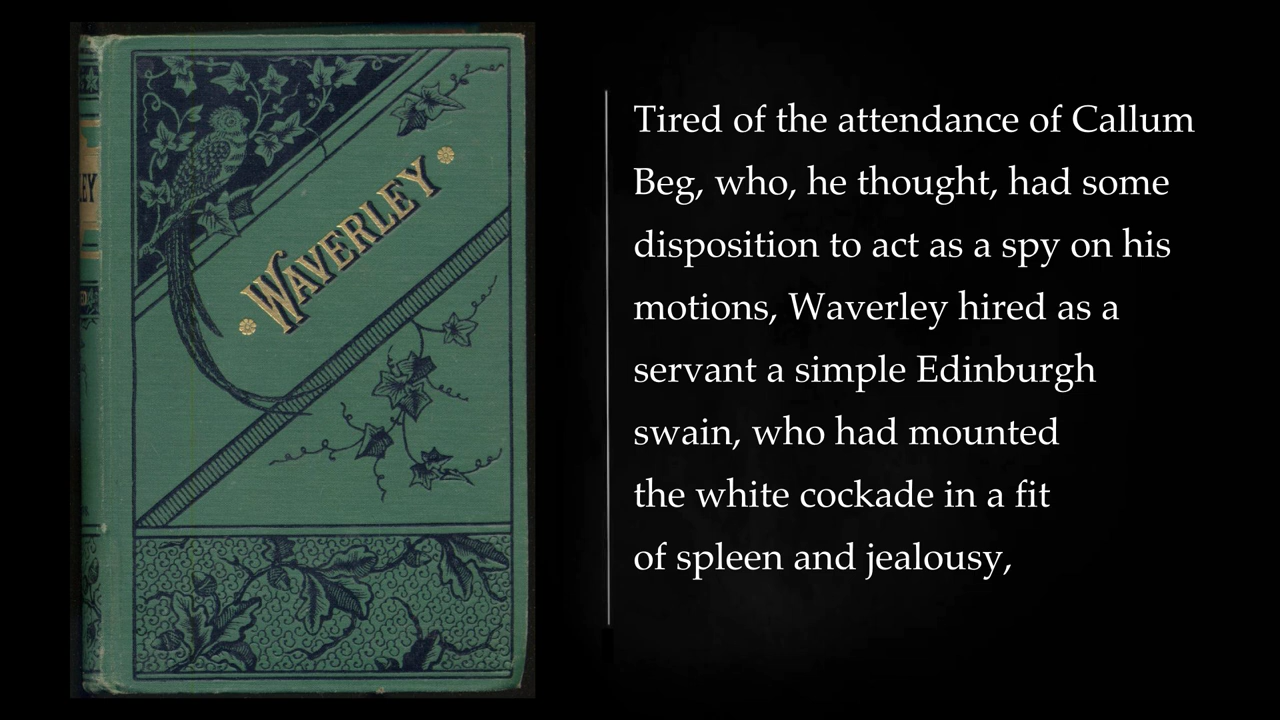 WAVERLEY
EY
Tired of the attendance of Callum
Beg, who, he thought, had some
disposition to act as a spy on his
motions, Waverley hired as a
servant a simple Edinburgh
swain, who had mounted
the white cockade in a fit
of spleen and jealousy,